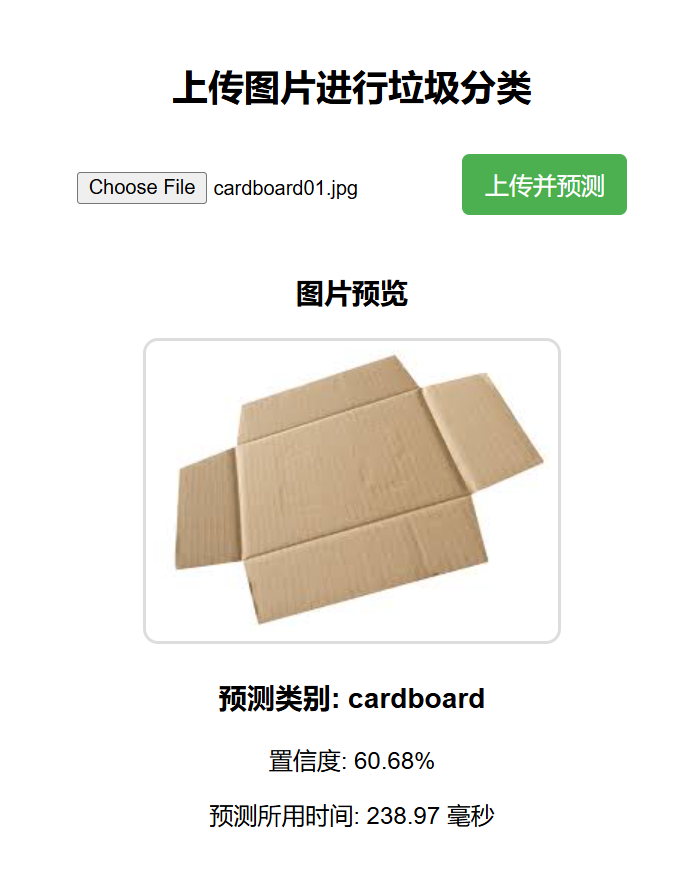 上传图片进行垃圾分类
Choose File cardboard01.jpg
上传并预测
图片预览
预测类别: cardboard
置信度: 60.68%
预测所用时间: 238.97 毫秒